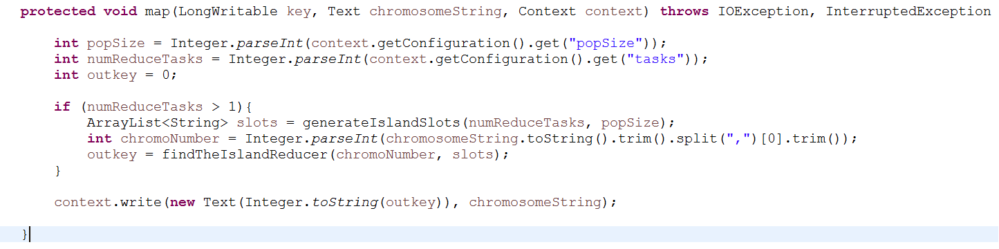 protected void map(LongWritable key, Text chromosomeString, Context context) throws IOException, InterruptedException
int popSize = Integer.parseInt(context.getConfiguration().get("popSize"));
int numReduceTasks = Integer.parseInt(context.getConfiguration().get("tasks"));
int outkey = 0;
if (numReduceTasks > 1){
ArrayList<String> slots = generateIslandSlots(numReduceTasks, popSize);
int chromoNumber = Integer.parseInt(chromosomeString.toString().trim().split(",")[0].trim());
outkey = findTheIslandReducer(chromoNumber, slots);
}
context.write(new Text(Integer.toString(outkey)), chromosomeString);
}